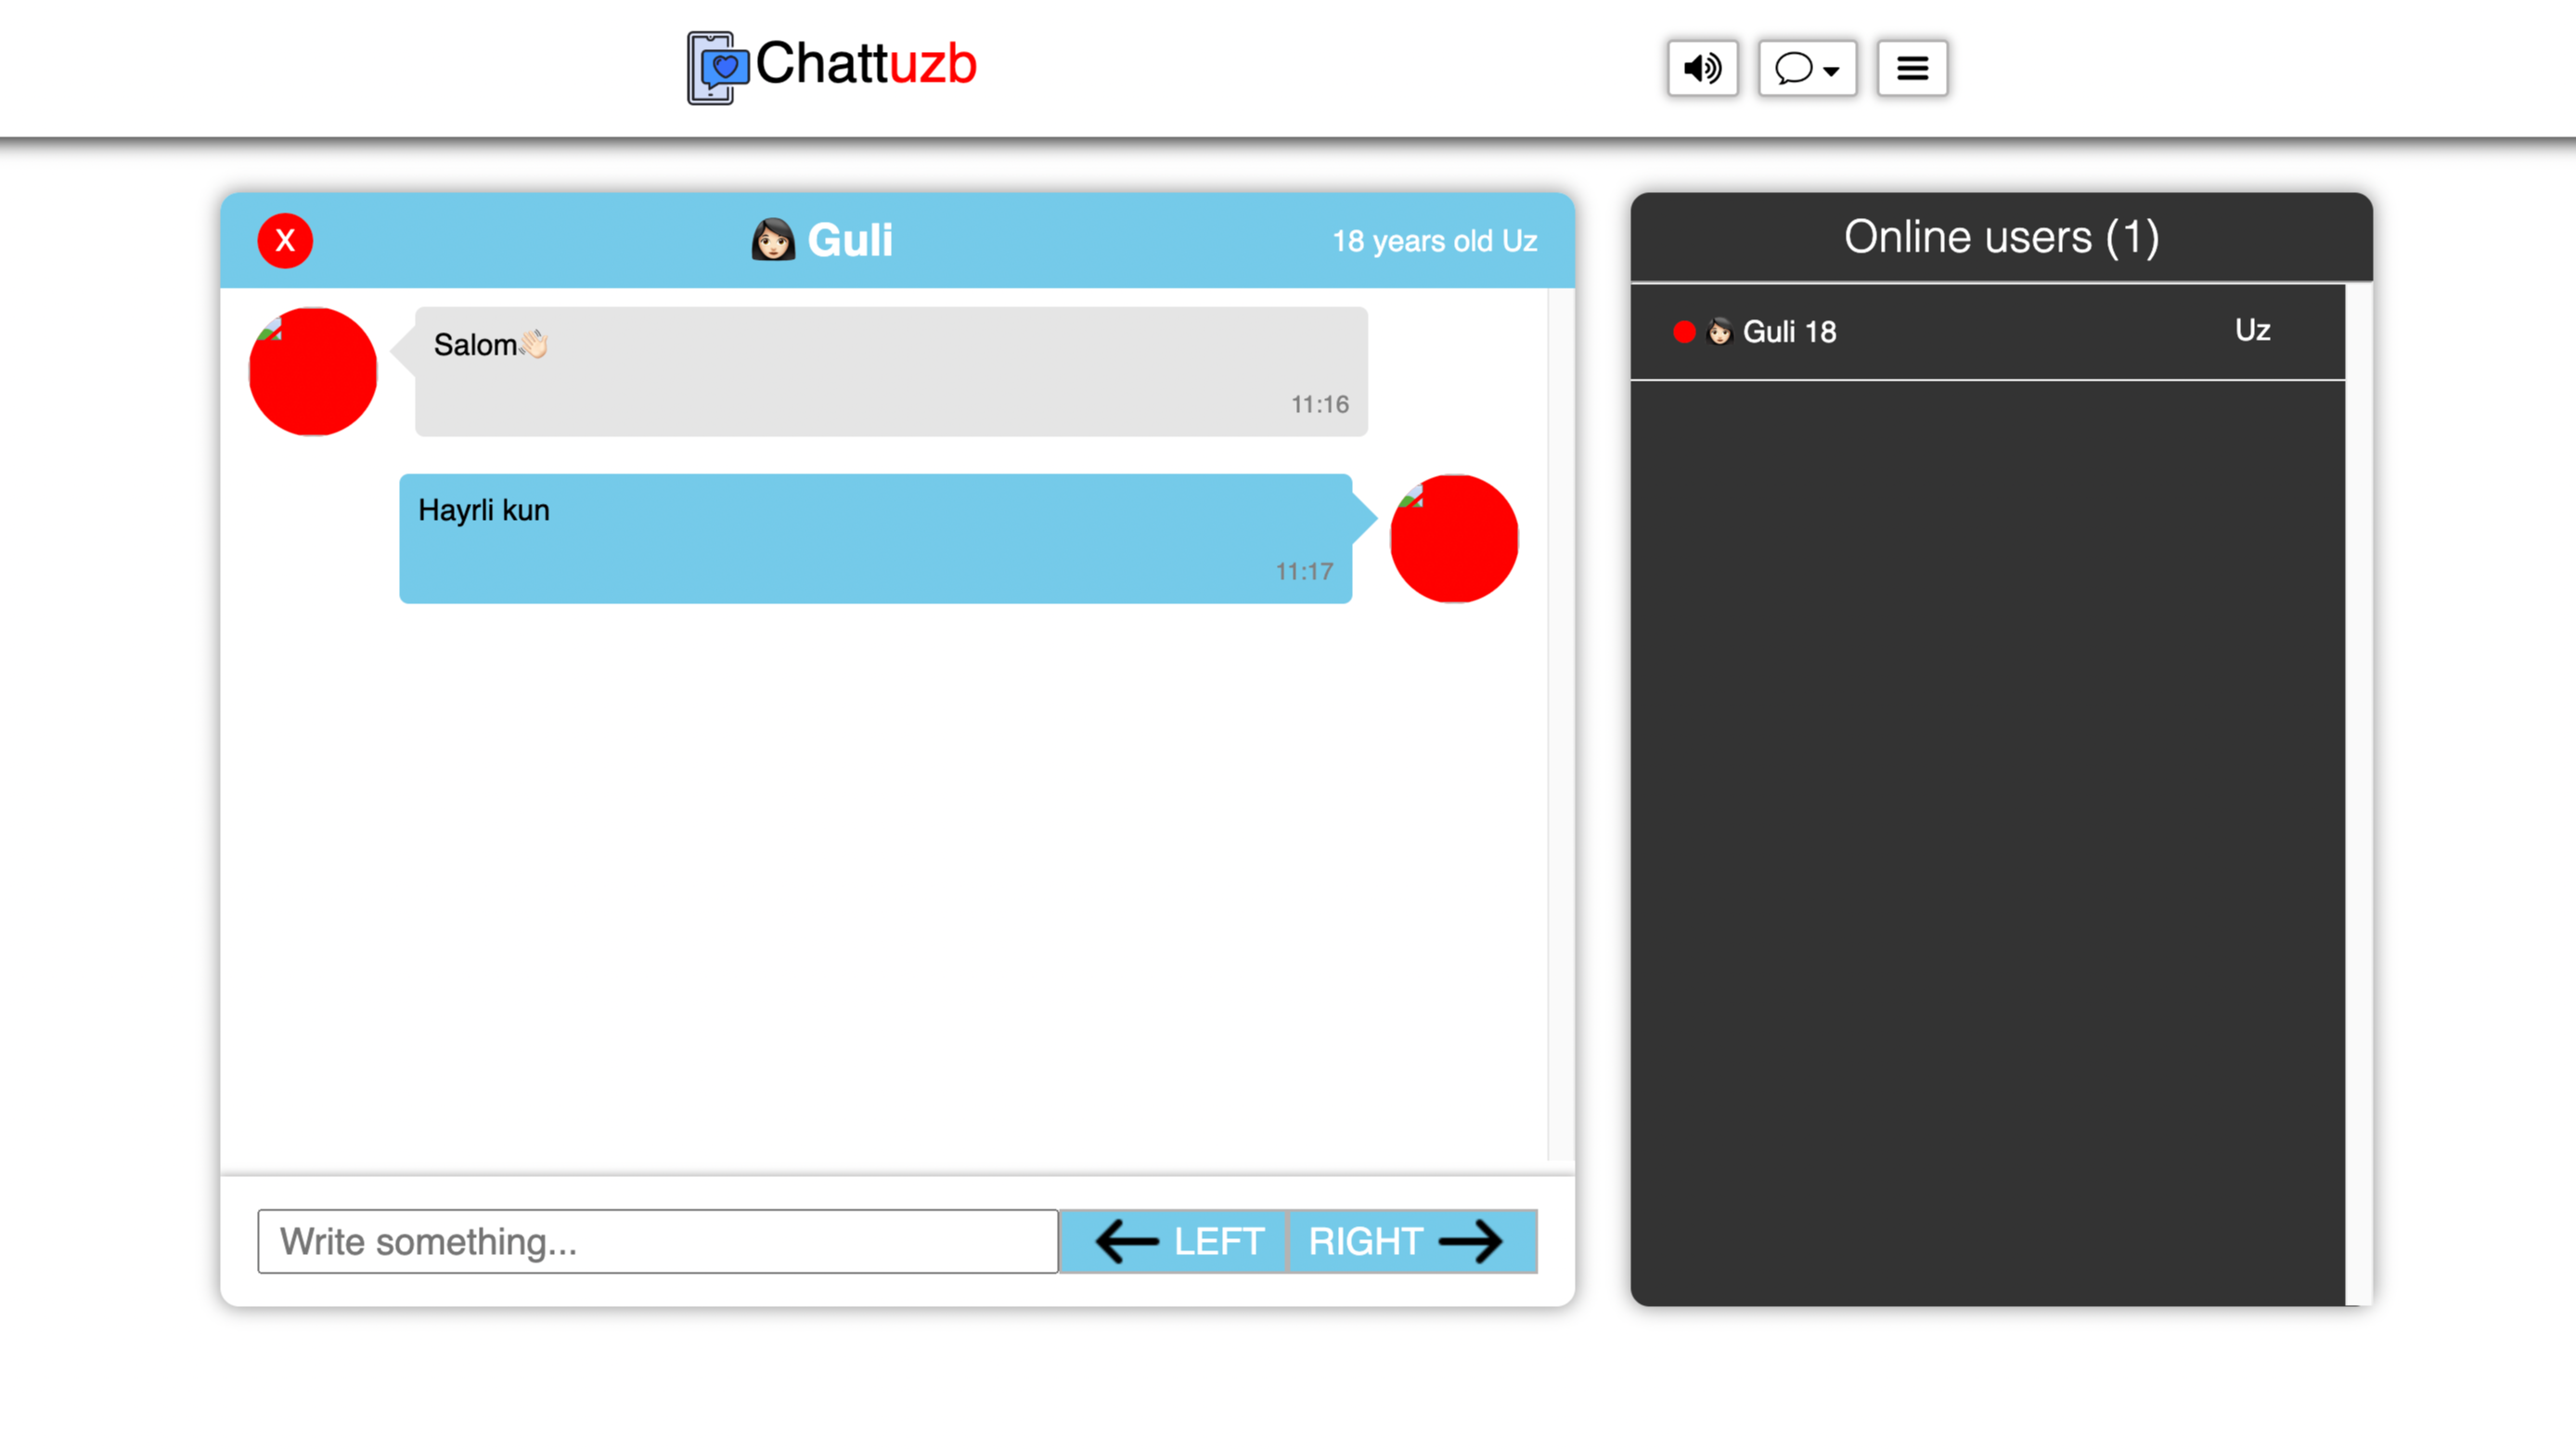 Chattuzb
X
Guli
18 years old Uz
Salom👋🏻
11:16
Hayrli kun
11:17
Write something...
LEFT
RIGHT
Online users (1)
Guli 18
Uz